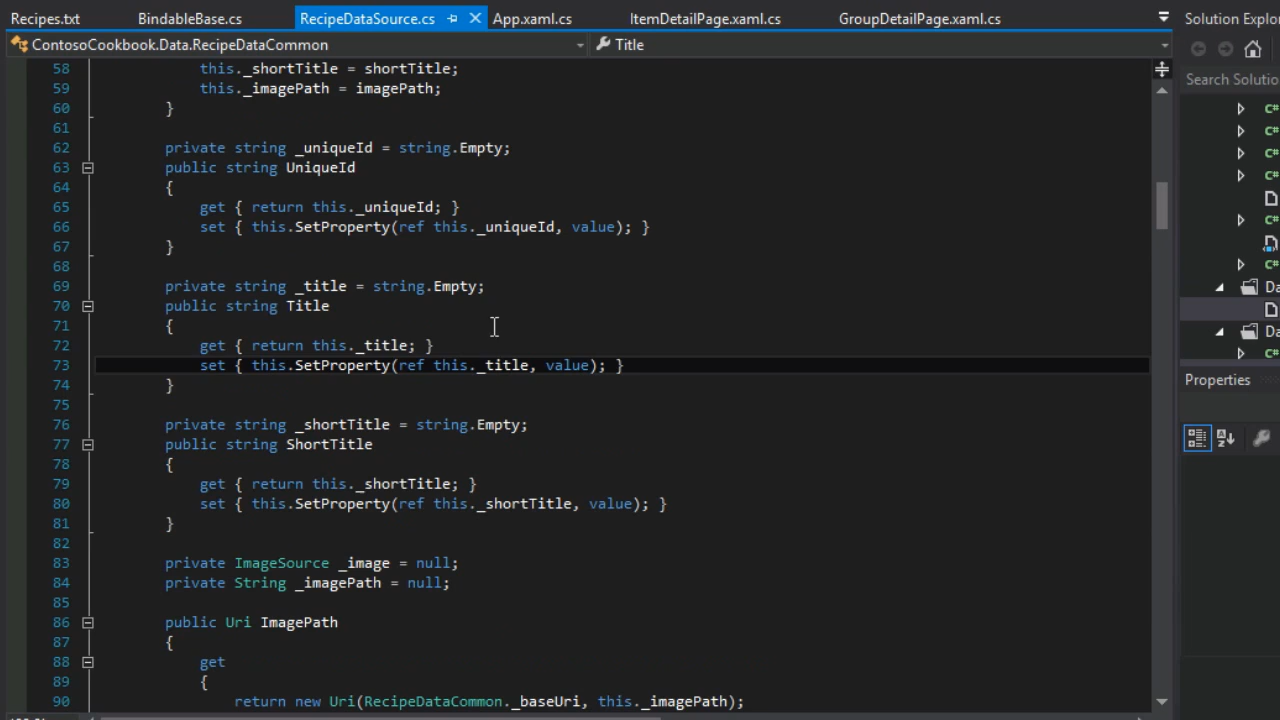 Recipes.txt BindableBase.cs RecipeDataSource.cs App.xaml.cs ItemDetailPage.xaml.cs GroupDetailPage.xaml.cs Solution Explo
ContosoCookbook.Data.RecipeDataCommon Title
Search Solutio
58 this._shortTitle = shortTitle;
59 this._imagePath = imagePath;
60 }
61
62 private string _uniqueId = string.Empty;
63 public string UniqueId
64 {
65 get { return this._uniqueId; }
66 set { this.SetProperty(ref this._uniqueId, value); }
67 }
68
69 private string _title = string.Empty;
70 public string Title
71 {
72 get { return this._title; }
73 set { this.SetProperty(ref this._title, value); }
74 }
75
76 private string _shortTitle = string.Empty;
77 public string ShortTitle
78 {
79 get { return this._shortTitle; }
80 set { this.SetProperty(ref this._shortTitle, value); }
81 }
82
83 private ImageSource _image = null;
84 private String _imagePath = null;
85
86 public Uri ImagePath
87 {
88 get
89 {
90 return new Uri(RecipeDataCommon._baseUri, this._imagePath);
C#
C#
C#
C#
C#
C#
Da
Da
C#
Properties